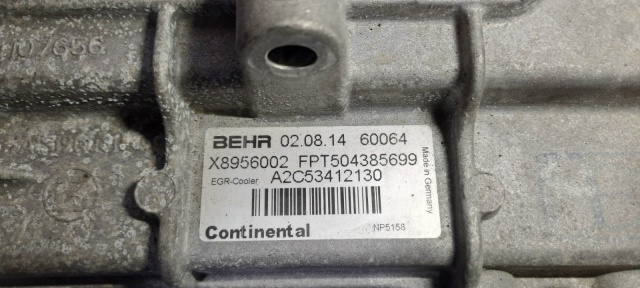 BEHR 02.08.14 60064
X8956002 FPT504385699
EGR-Cooler A2C53412130
Made in Germany
Continental
NP5158